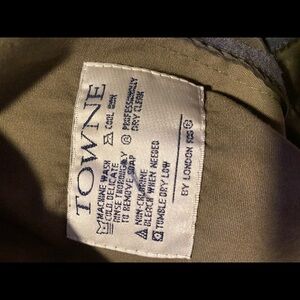 TOWNE
MACHINE WASH
COLD DELICATE
RINSE THOROUGHLY
TO REMOVE SOAP
NON-CHLORINE
BLEACH WHEN NEEDED
TUMBLE DRY LOW
COOL IRON
PROFESSIONALLY
DRY CLEAN
BY LONDON FOG ®